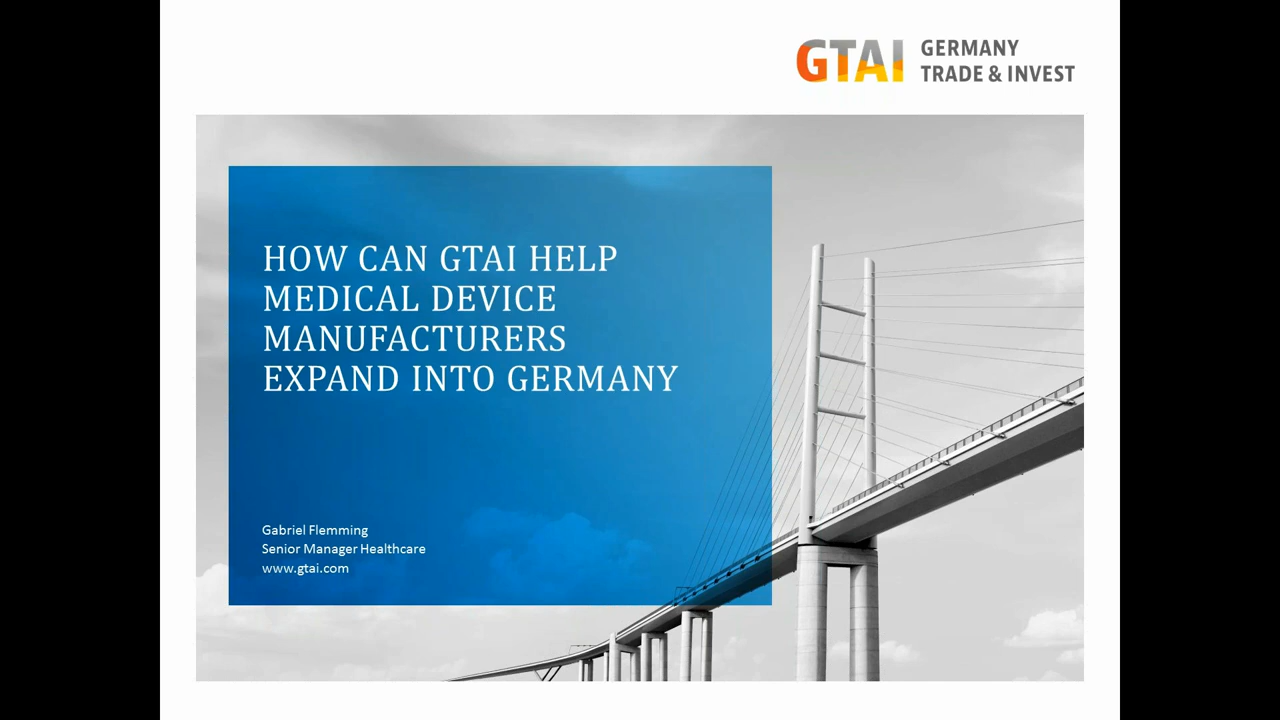 GTAI GERMANY
TRADE & INVEST
HOW CAN GTAI HELP
MEDICAL DEVICE
MANUFACTURERS
EXPAND INTO GERMANY
Gabriel Flemming
Senior Manager Healthcare
www.gtai.com